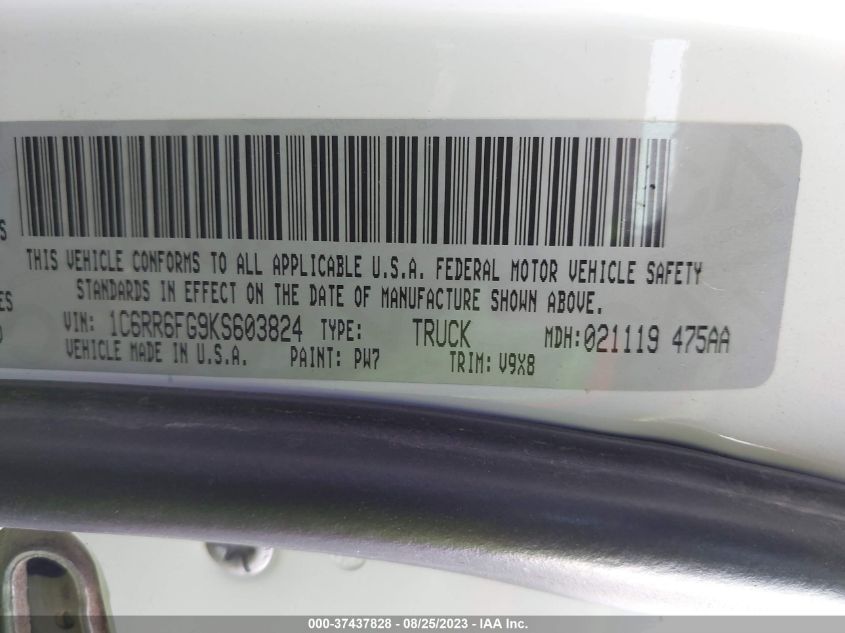 S
THIS VEHICLE CONFORMS TO ALL APPLICABLE U.S.A. FEDERAL MOTOR VEHICLE SAFETY
ES
STANDARDS IN EFFECT ON THE DATE OF MANUFACTURE SHOWN ABOVE.
VIN: 1C6RR6FG9KS603824 TYPE: TRUCK MDH:021119 475AA
VEHICLE MADE IN U.S.A. PAINT: PW7 TRIM: V9X8
000-37437828 - 08/25/2023 - IAA Inc.